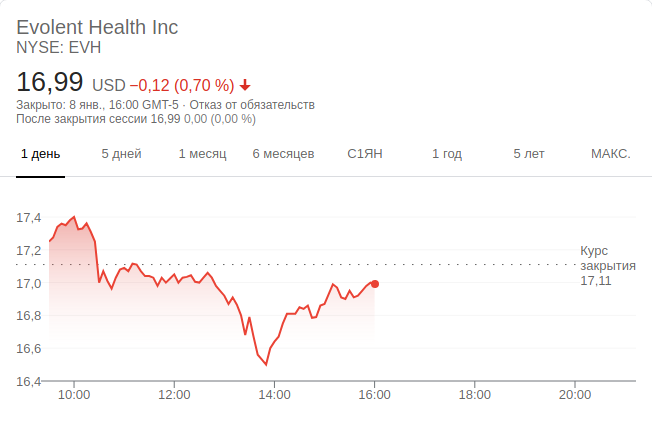 Evolent Health Inc
NYSE: EVH
16,99 USD −0,12 (0,70 %)
Закрыто: 8 янв., 16:00 GMT-5 · Отказ от обязательств
После закрытия сессии 16,99 0,00 (0,00 %)
1 день 5 дней 1 месяц 6 месяцев С1ЯН 1 год 5 лет МАКС.
17,4
17,2
Курс
закрытия
17,11
17,0
16,8
16,6
16,4
10:00 12:00 14:00 16:00 18:00 20:00